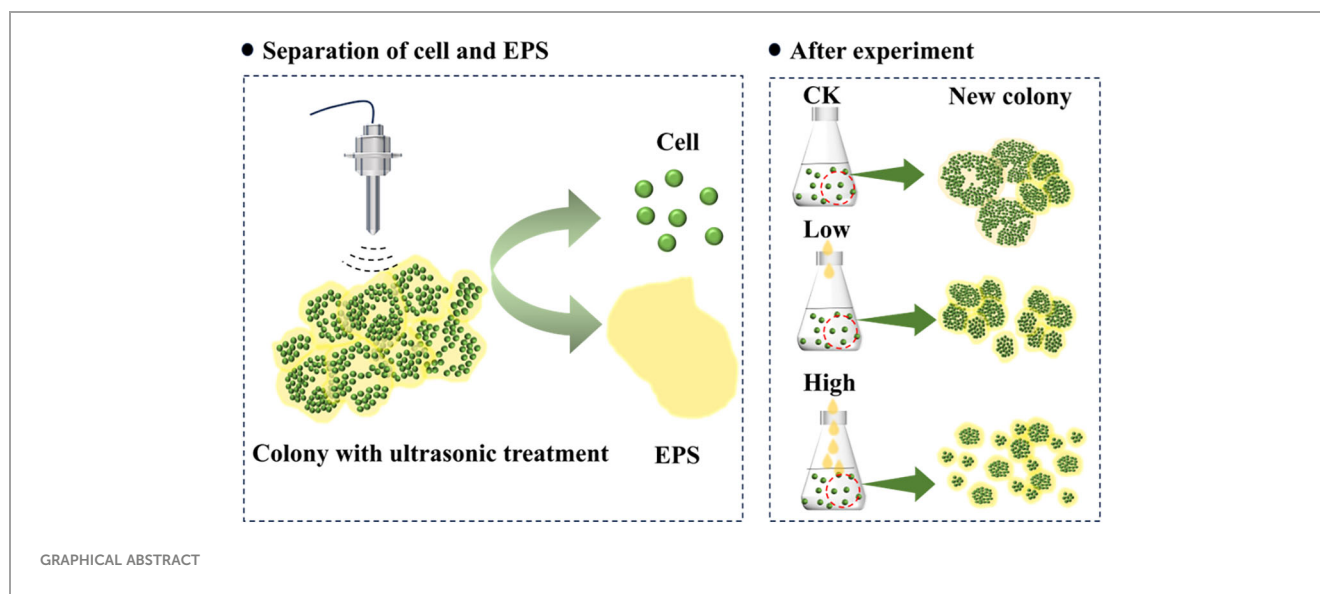 Separation of cell and EPS
Cell
Colony with ultrasonic treatment
EPS
After experiment
CK
New colony
Low
High
GRAPHICAL ABSTRACT